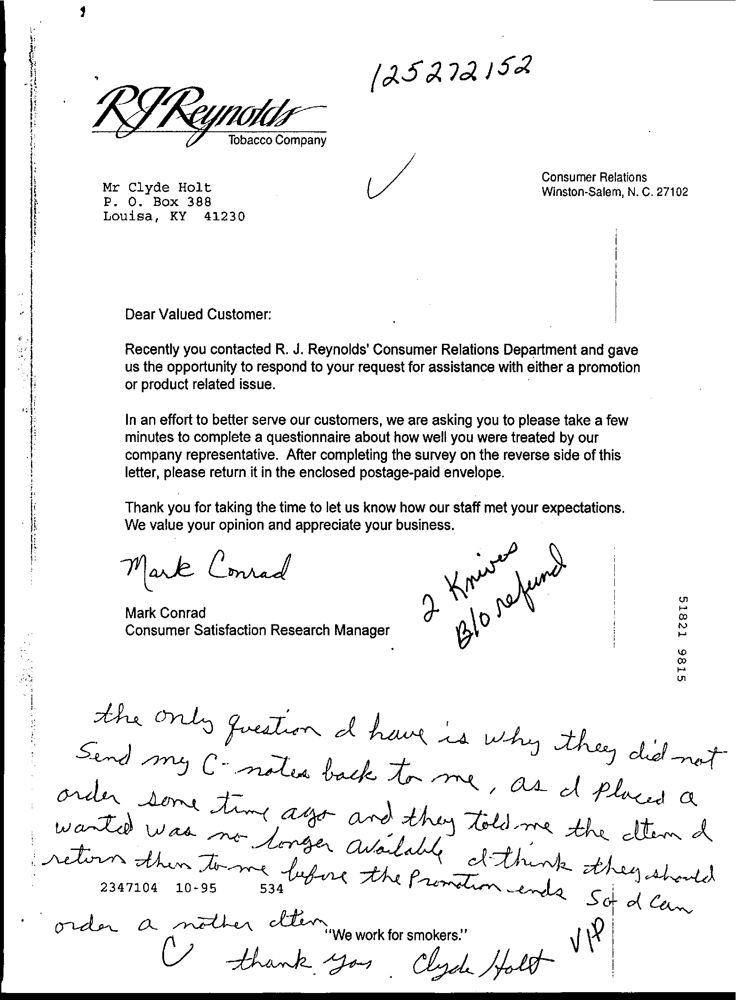 125272152
RJReynolds
Tobacco Company
Consumer Relations
Winston-Salem, N. C. 27102
Mr Clyde Holt
P. O. Box 388
Louisa, KY 41230
Dear Valued Customer:
Recently you contacted R. J. Reynolds' Consumer Relations Department and gave
us the opportunity to respond to your request for assistance with either a promotion
or product related issue.
In an effort to better serve our customers, we are asking you to please take a few
minutes to complete a questionnaire about how well you were treated by our
company representative. After completing the survey on the reverse side of this
letter, please return it in the enclosed postage-paid envelope.
Thank you for taking the time to let us know how our staff met your expectations.
We value your opinion and appreciate your business.
Mark Conrad
2 Knives
B/O refund
Mark Conrad
Consumer Satisfaction Research Manager
51821 9815
the only question I have is why they did not
Send my C-notes back to me, as I placed a
order some time ago and they told me the Item I
wanted was no longer available I think they should
return then to me before the Promotion ends So I can
2347104 10-95 534
order a nother Item
"We work for smokers."
VIP
thank you Clyde Holt